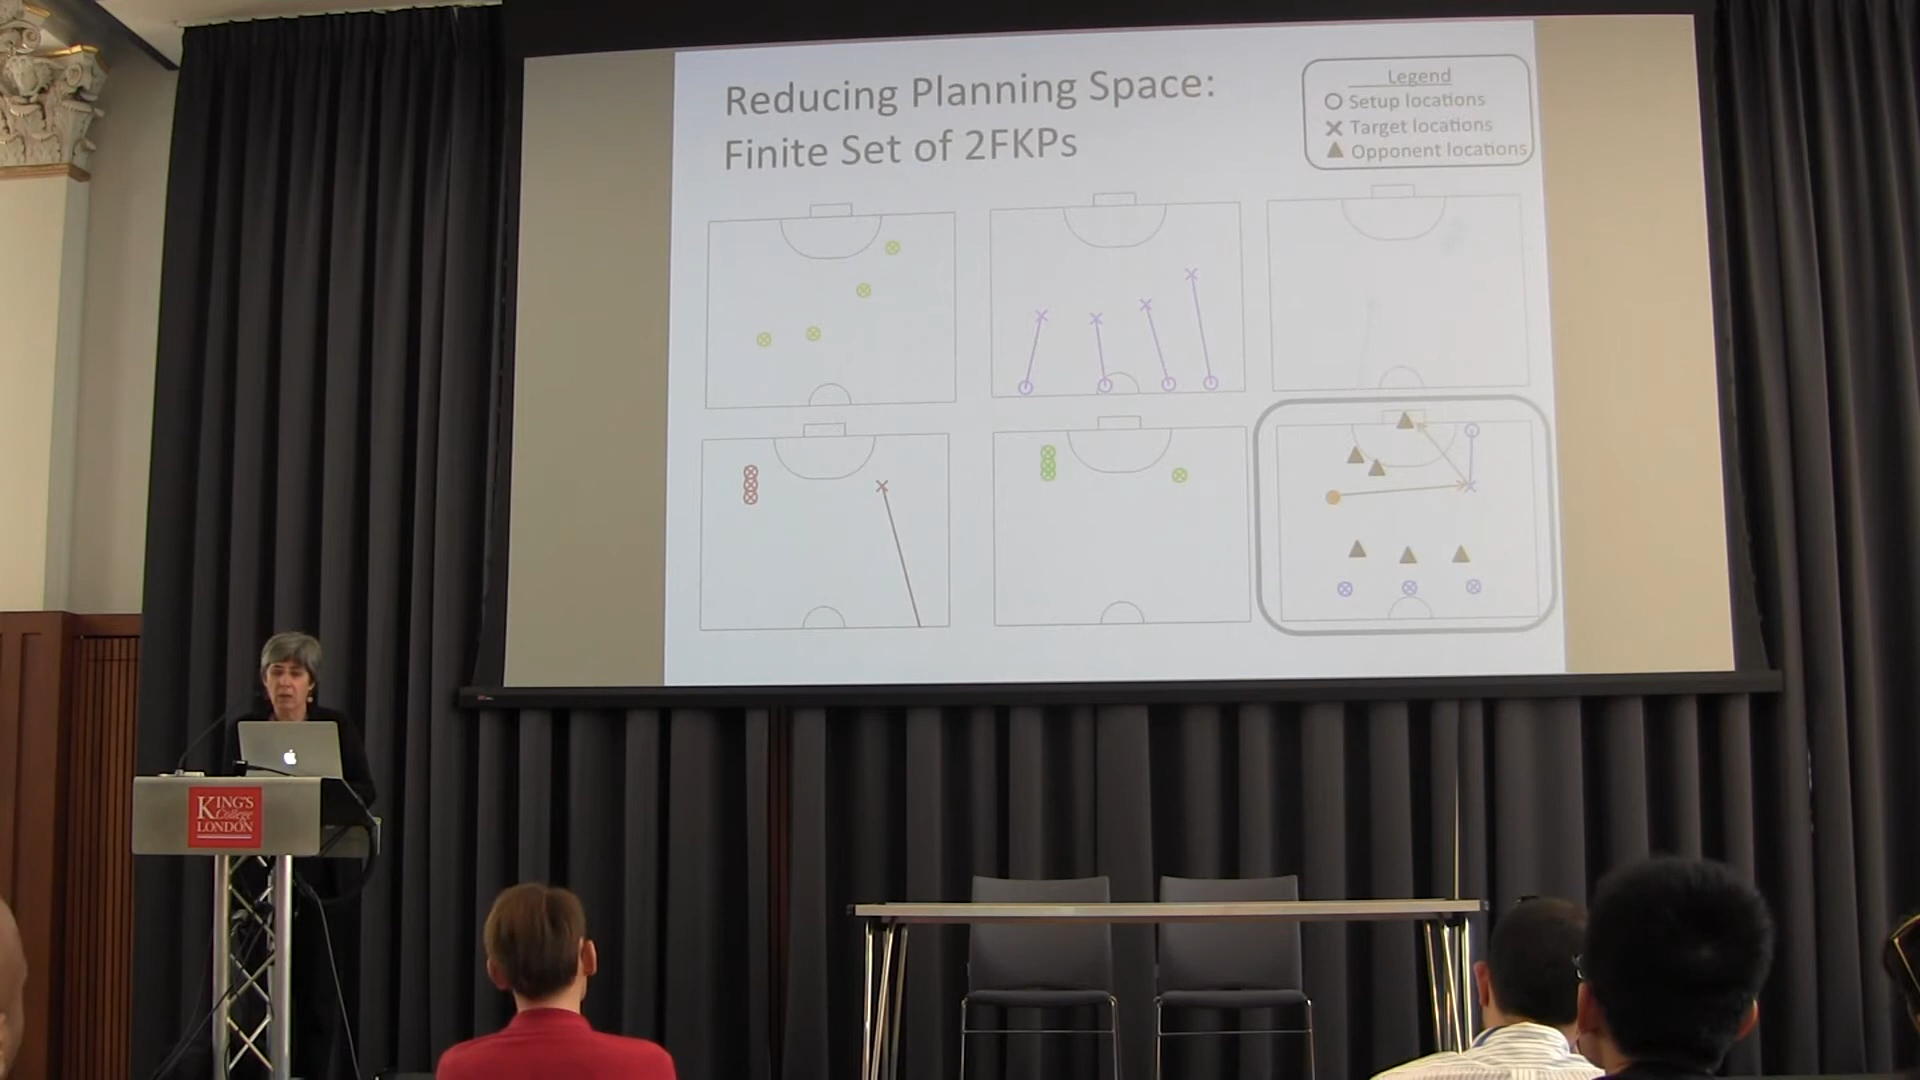 Reducing Planning Space:
Finite Set of 2FKPs
Legend
Setup locations
Target locations
Opponent locations
KING'S
College
LONDON